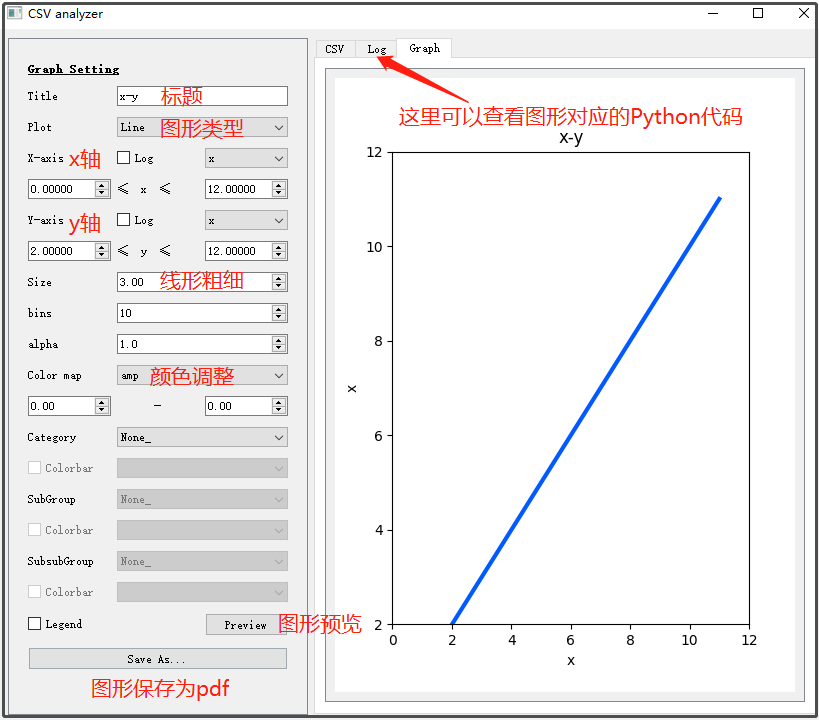 CSV analyzer
CSV Log Graph
Graph Setting
Title x-y 标题
Plot Line 图形类型
X-axis x轴 Log x
0.00000 ≤ x ≤ 12.00000
Y-axis y轴 Log x
2.00000 ≤ y ≤ 12.00000
Size 3.00 线形粗细
bins 10
alpha 1.0
Color map amp 颜色调整
0.00 - 0.00
Category None_
Colorbar
SubGroup None_
Colorbar
SubsubGroup None_
Colorbar
Legend Preview 图形预览
Save As...
图形保存为pdf
这里可以查看图形对应的Python代码
x-y
12
10
8
x
6
4
2
0 2 4 6 8 10 12
x